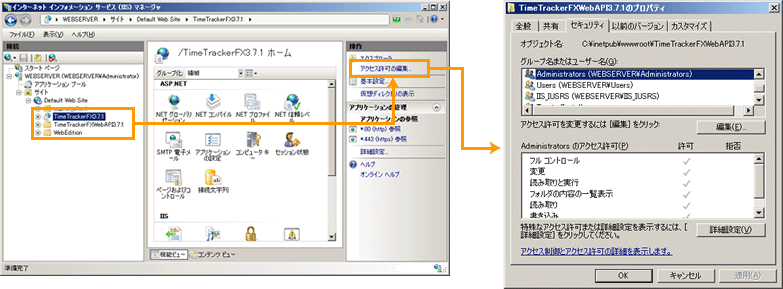 インターネット インフォメーション サービス (IIS) マネージャ
WEBSERVER ▸ サイト ▸ Default Web Site ▸ TimeTrackerFX3.7.1
ファイル(F) 表示(V) ヘルプ(H)
接続
スタート ページ
WEBSERVER (WEBSERVER¥Administrator)
アプリケーション プール
サイト
Default Web Site
TimeTrackerFX3.7.1
TimeTrackerFXWebAPI3.7.1
WebEdition
/TimeTrackerFX3.7.1 ホーム
グループ化: 領域
ASP.NET
.NET グローバリゼーション
.NET コンパイル
.NET プロファイル
.NET 信頼レベル
SMTP 電子メール
アプリケーションの設定
コンピュータ キー
セッション状態
ページおよびコントロール
接続文字列
IIS
機能ビュー コンテンツ ビュー
準備完了
操作
エクスプローラ
アクセス許可の編集...
基本設定...
仮想ディレクトリの表示
アプリケーションの管理
アプリケーションの参照
*:80 (http) 参照
*:443 (https) 参照
詳細設定...
ヘルプ
オンライン ヘルプ
TimeTrackerFXWebAPI3.7.1のプロパティ
全般 共有 セキュリティ 以前のバージョン カスタマイズ
オブジェクト名: C:¥inetpub¥wwwroot¥TimeTrackerFXWebAPI3.7.1
グループ名またはユーザー名(G):
Administrators (WEBSERVER¥Administrators)
Users (WEBSERVER¥Users)
IIS_IUSRS (WEBSERVER¥IIS_IUSRS)
アクセス許可を変更するには [編集] をクリック:
編集(E)...
Administrators のアクセス許可(P) 許可 拒否
フル コントロール
変更
読み取りと実行
フォルダの内容の一覧表示
読み取り
書き込み
特殊なアクセス許可または詳細設定を表示するには、[詳細設定] をクリックしてください。
詳細設定(V)
アクセス制御とアクセス許可の詳細を表示します。
OK キャンセル 適用(A)